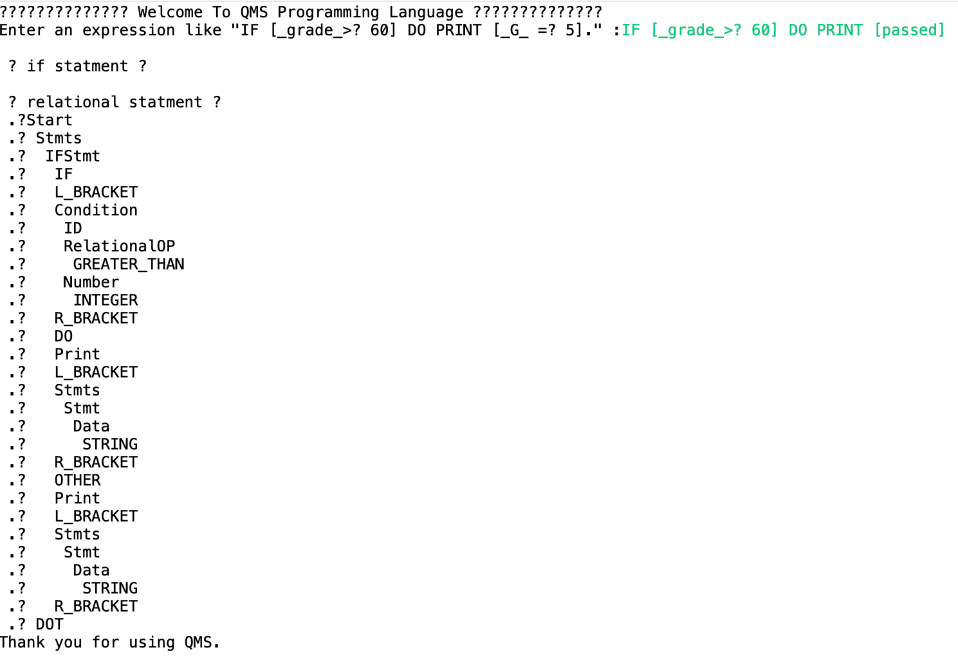 ?????????????? Welcome To QMS Programming Language ??????????????
Enter an expression like "IF [_grade_>? 60] DO PRINT [_G_ =? 5]." :IF [_grade_>? 60] DO PRINT [passed]
? if statment ?
? relational statment ?
.?Start
.? Stmts
.?  IFStmt
.?   IF
.?   L_BRACKET
.?   Condition
.?    ID
.?    RelationalOP
.?     GREATER_THAN
.?    Number
.?     INTEGER
.?   R_BRACKET
.?   DO
.?   Print
.?   L_BRACKET
.?   Stmts
.?    Stmt
.?     Data
.?      STRING
.?   R_BRACKET
.?   OTHER
.?   Print
.?   L_BRACKET
.?   Stmts
.?    Stmt
.?     Data
.?      STRING
.?   R_BRACKET
.? DOT
Thank you for using QMS.